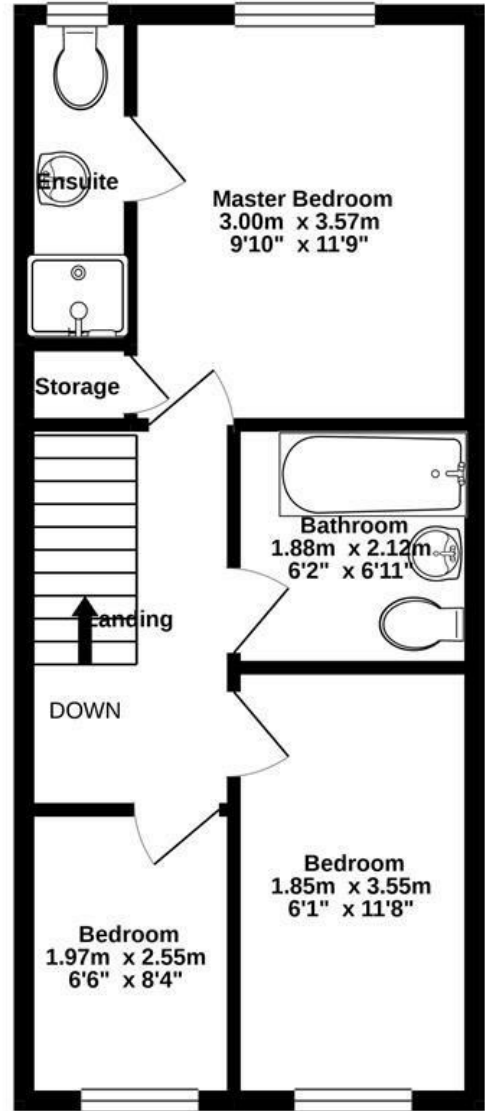 Ensuite
Master Bedroom
3.00m x 3.57m
9'10" x 11'9"
Storage
Bathroom
1.88m x 2.12m
6'2" x 6'11"
Landing
DOWN
Bedroom
1.85m x 3.55m
6'1" x 11'8"
Bedroom
1.97m x 2.55m
6'6" x 8'4"